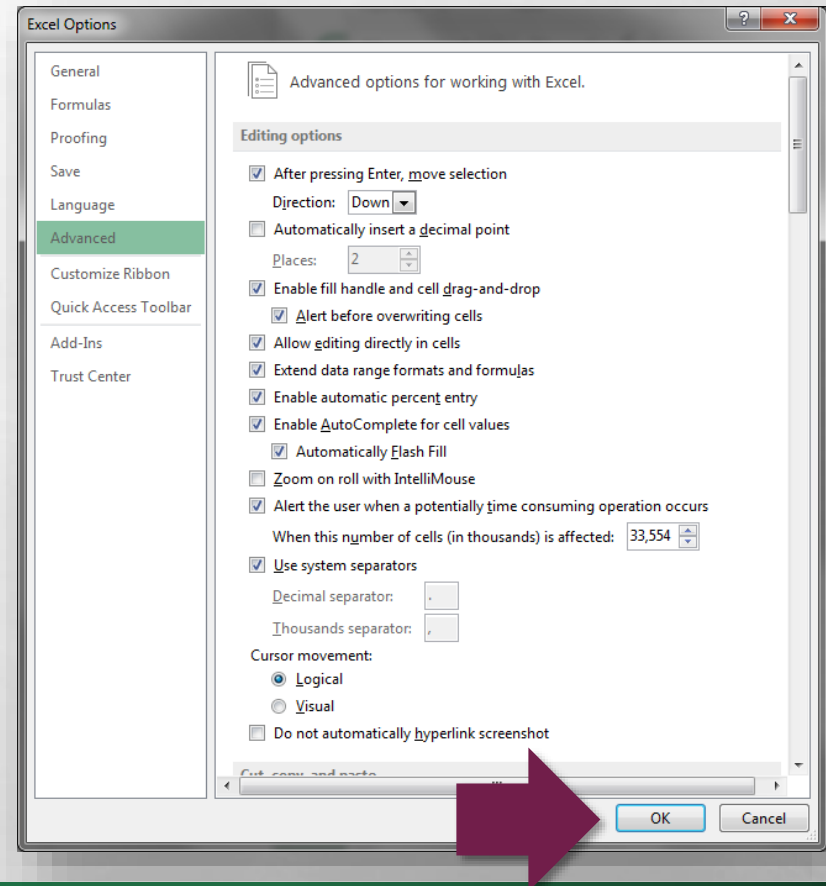 Excel Options
General
Formulas
Proofing
Save
Language
Advanced
Customize Ribbon
Quick Access Toolbar
Add-Ins
Trust Center
Advanced options for working with Excel.
Editing options
After pressing Enter, move selection
Direction: Down
Automatically insert a decimal point
Places: 2
Enable fill handle and cell drag-and-drop
Alert before overwriting cells
Allow editing directly in cells
Extend data range formats and formulas
Enable automatic percent entry
Enable AutoComplete for cell values
Automatically Flash Fill
Zoom on roll with IntelliMouse
Alert the user when a potentially time consuming operation occurs
When this number of cells (in thousands) is affected: 33,554
Use system separators
Decimal separator: .
Thousands separator: ,
Cursor movement:
Logical
Visual
Do not automatically hyperlink screenshot
Cut, copy, and paste
OK Cancel